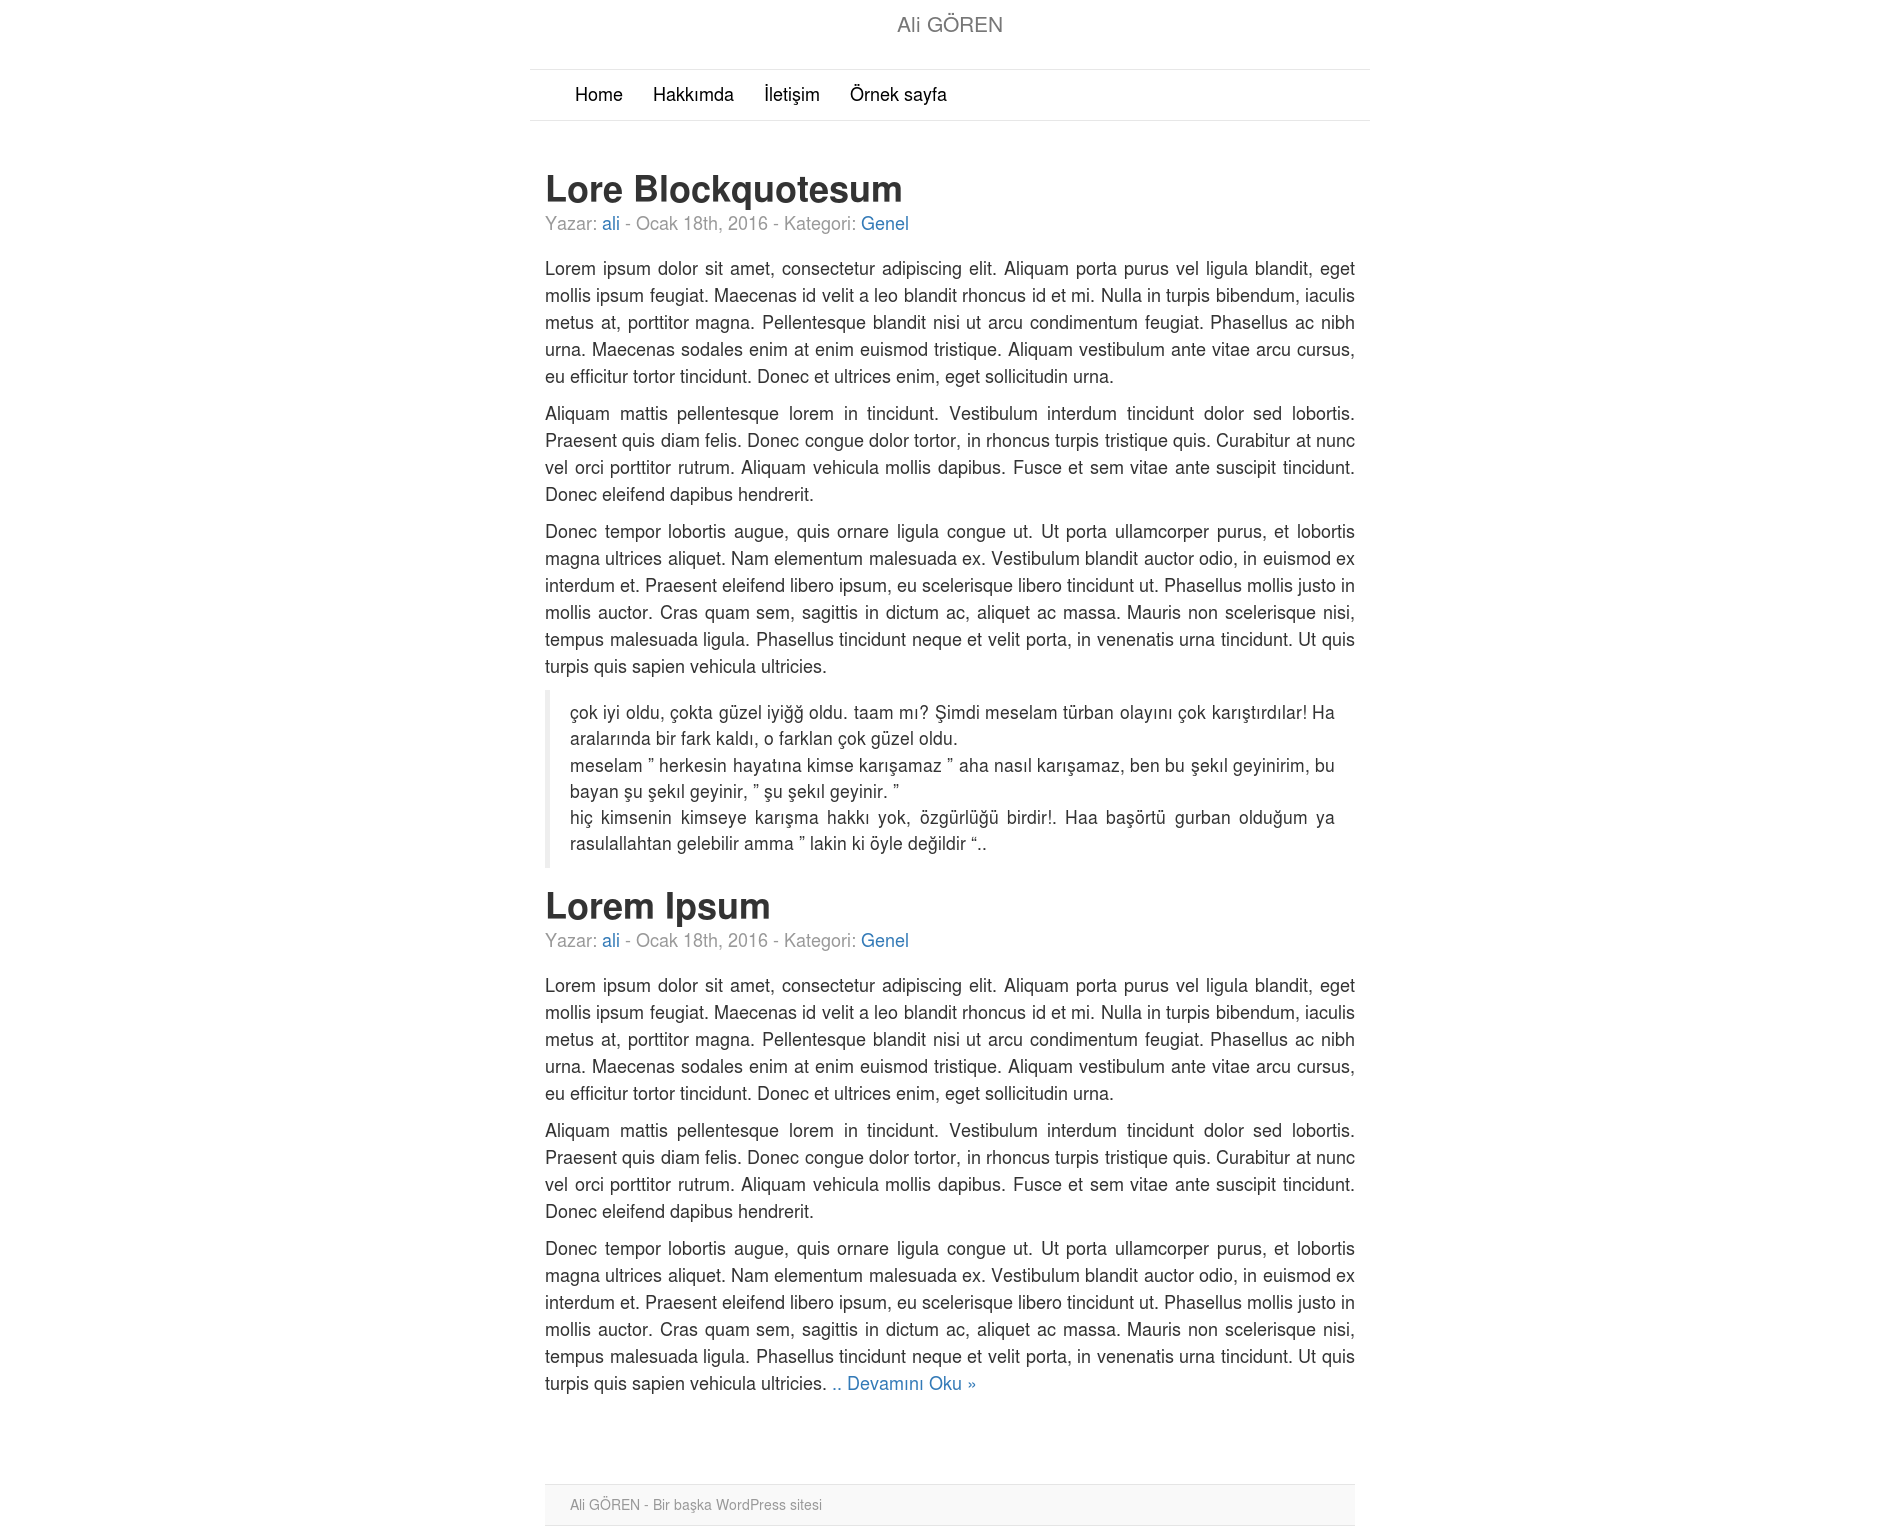 Ali GÖREN
Home Hakkımda İletişim Örnek sayfa
Lore Blockquotesum
Yazar: ali - Ocak 18th, 2016 - Kategori: Genel
Lorem ipsum dolor sit amet, consectetur adipiscing elit. Aliquam porta purus vel ligula blandit, eget
mollis ipsum feugiat. Maecenas id velit a leo blandit rhoncus id et mi. Nulla in turpis bibendum, iaculis
metus at, porttitor magna. Pellentesque blandit nisi ut arcu condimentum feugiat. Phasellus ac nibh
urna. Maecenas sodales enim at enim euismod tristique. Aliquam vestibulum ante vitae arcu cursus,
eu efficitur tortor tincidunt. Donec et ultrices enim, eget sollicitudin urna.
Aliquam mattis pellentesque lorem in tincidunt. Vestibulum interdum tincidunt dolor sed lobortis.
Praesent quis diam felis. Donec congue dolor tortor, in rhoncus turpis tristique quis. Curabitur at nunc
vel orci porttitor rutrum. Aliquam vehicula mollis dapibus. Fusce et sem vitae ante suscipit tincidunt.
Donec eleifend dapibus hendrerit.
Donec tempor lobortis augue, quis ornare ligula congue ut. Ut porta ullamcorper purus, et lobortis
magna ultrices aliquet. Nam elementum malesuada ex. Vestibulum blandit auctor odio, in euismod ex
interdum et. Praesent eleifend libero ipsum, eu scelerisque libero tincidunt ut. Phasellus mollis justo in
mollis auctor. Cras quam sem, sagittis in dictum ac, aliquet ac massa. Mauris non scelerisque nisi,
tempus malesuada ligula. Phasellus tincidunt neque et velit porta, in venenatis urna tincidunt. Ut quis
turpis quis sapien vehicula ultricies.
çok iyi oldu, çokta güzel iyiğğ oldu. taam mı? Şimdi meselam türban olayını çok karıştırdılar! Ha
aralarında bir fark kaldı, o farklan çok güzel oldu.
meselam ” herkesin hayatına kimse karışamaz ” aha nasıl karışamaz, ben bu şekıl geyinirim, bu
bayan şu şekıl geyinir, ” şu şekıl geyinir. ”
hiç kimsenin kimseye karışma hakkı yok, özgürlüğü birdir!. Haa başörtü gurban olduğum ya
rasulallahtan gelebilir amma ” lakin ki öyle değildir “..
Lorem Ipsum
Yazar: ali - Ocak 18th, 2016 - Kategori: Genel
Lorem ipsum dolor sit amet, consectetur adipiscing elit. Aliquam porta purus vel ligula blandit, eget
mollis ipsum feugiat. Maecenas id velit a leo blandit rhoncus id et mi. Nulla in turpis bibendum, iaculis
metus at, porttitor magna. Pellentesque blandit nisi ut arcu condimentum feugiat. Phasellus ac nibh
urna. Maecenas sodales enim at enim euismod tristique. Aliquam vestibulum ante vitae arcu cursus,
eu efficitur tortor tincidunt. Donec et ultrices enim, eget sollicitudin urna.
Aliquam mattis pellentesque lorem in tincidunt. Vestibulum interdum tincidunt dolor sed lobortis.
Praesent quis diam felis. Donec congue dolor tortor, in rhoncus turpis tristique quis. Curabitur at nunc
vel orci porttitor rutrum. Aliquam vehicula mollis dapibus. Fusce et sem vitae ante suscipit tincidunt.
Donec eleifend dapibus hendrerit.
Donec tempor lobortis augue, quis ornare ligula congue ut. Ut porta ullamcorper purus, et lobortis
magna ultrices aliquet. Nam elementum malesuada ex. Vestibulum blandit auctor odio, in euismod ex
interdum et. Praesent eleifend libero ipsum, eu scelerisque libero tincidunt ut. Phasellus mollis justo in
mollis auctor. Cras quam sem, sagittis in dictum ac, aliquet ac massa. Mauris non scelerisque nisi,
tempus malesuada ligula. Phasellus tincidunt neque et velit porta, in venenatis urna tincidunt. Ut quis
turpis quis sapien vehicula ultricies. .. Devamını Oku »
Ali GÖREN - Bir başka WordPress sitesi